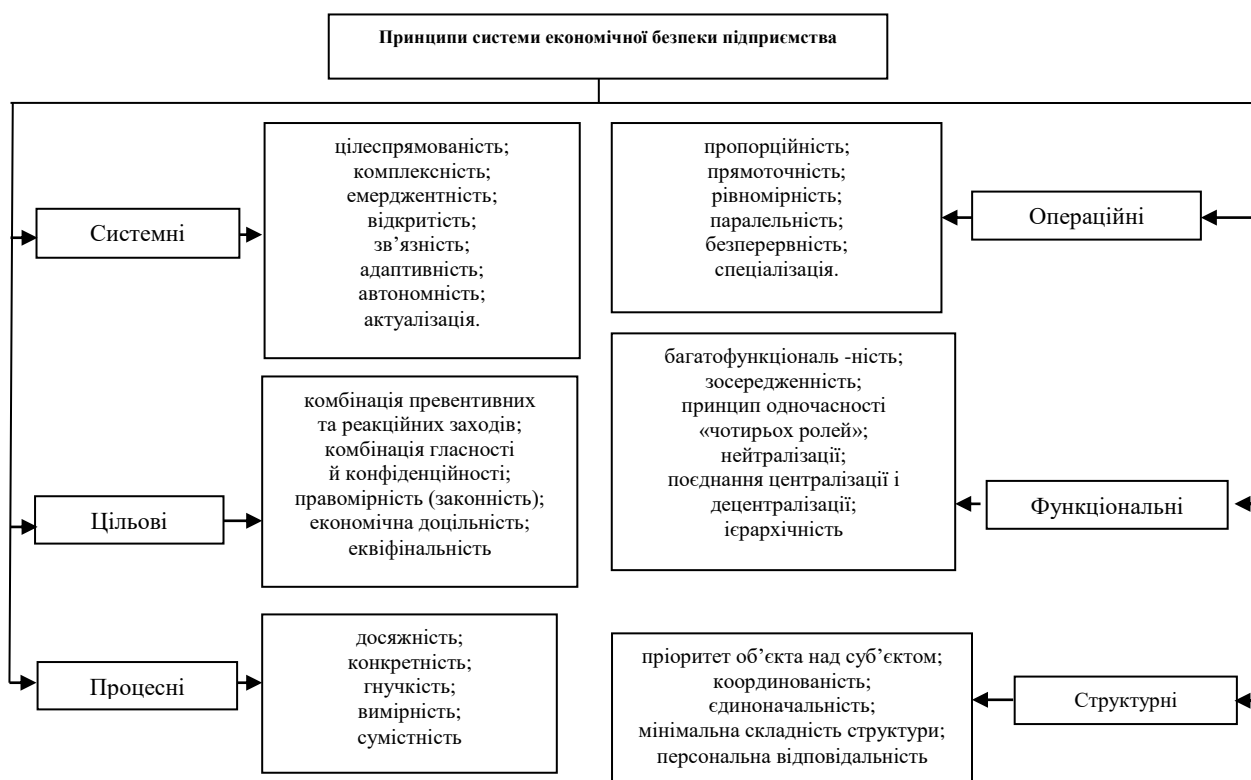 Принципи системи економічної безпеки підприємства
Системні
цілеспрямованість;
комплексність;
емерджентність;
відкритість;
зв’язність;
адаптивність;
автономність;
актуалізація.
Цільові
комбінація превентивних
та реакційних заходів;
комбінація гласності
й конфіденційності;
правомірність (законність);
економічна доцільність;
еквіфінальність
Процесні
досяжність;
конкретність;
гнучкість;
вимірність;
сумістність
пропорційність;
прямоточність;
рівномірність;
паралельність;
безперервність;
спеціалізація.
Операційні
багатофункціональ -ність;
зосередженність;
принцип одночасності
«чотирьох ролей»;
нейтралізації;
поєднання централізації і
децентралізації;
ієрархічність
Функціональні
пріоритет об’єкта над суб’єктом;
координованість;
єдиноначальність;
мінімальна складність структури;
персональна відповідальність
Структурні